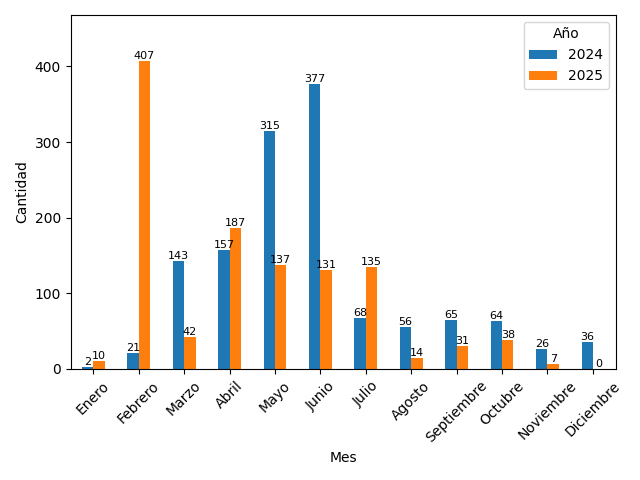 Año
2024
2025
Cantidad
400
300
200
100
0
2
10
21
407
143
42
157
187
315
137
377
131
68
135
56
14
65
31
64
38
26
7
36
0
Enero
Febrero
Marzo
Abril
Mayo
Junio
Julio
Agosto
Septiembre
Octubre
Noviembre
Diciembre
Mes